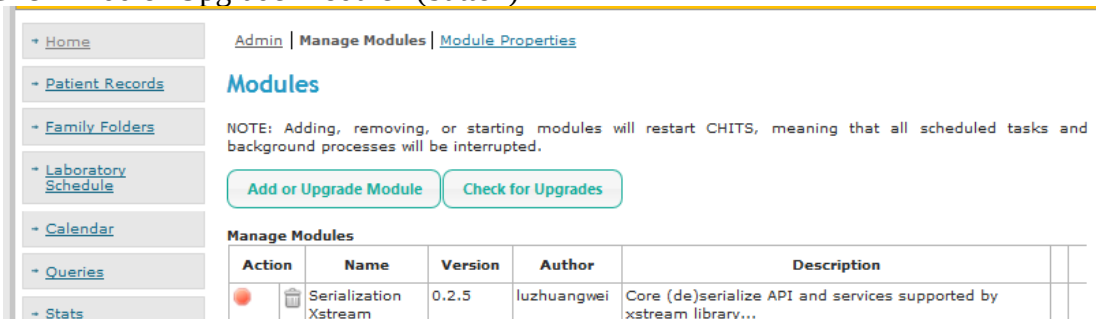 Home
Patient Records
Family Folders
Laboratory
Schedule
Calendar
Queries
Stats
Admin | Manage Modules | Module Properties
Modules
NOTE: Adding, removing, or starting modules will restart CHITS, meaning that all scheduled tasks and
background processes will be interrupted.
Add or Upgrade Module Check for Upgrades
Manage Modules
Action Name Version Author Description
Serialization 0.2.5 luzhuangwei Core (de)serialize API and services supported by
Xstream xstream library...